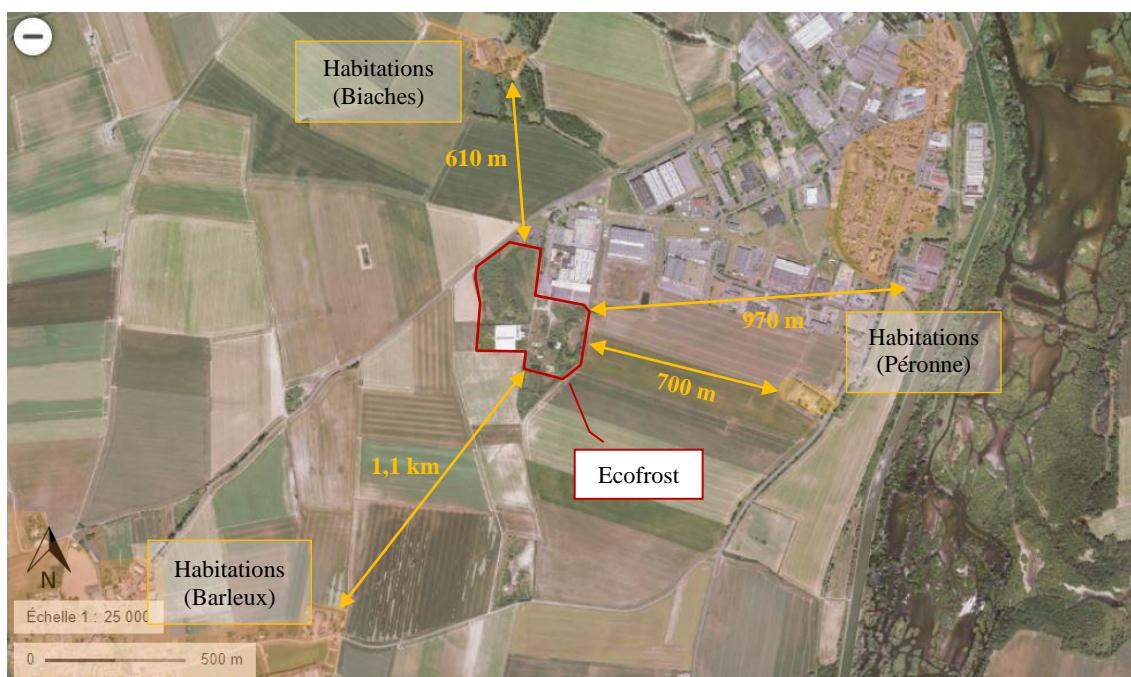 Habitations
(Biaches)
610 m
970 m
Habitations
(Péronne)
700 m
1,1 km
Ecofrost
Habitations
(Barleux)
N
Échelle 1 : 25 000
0 500 m